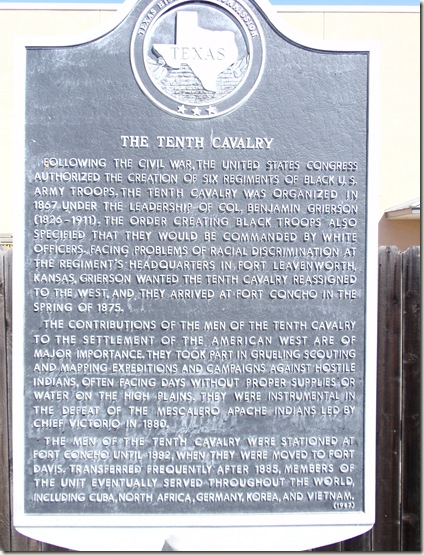 TEXAS HISTORICAL COMMISSION
TEXAS
THE TENTH CAVALRY
FOLLOWING THE CIVIL WAR, THE UNITED STATES CONGRESS
AUTHORIZED THE CREATION OF SIX REGIMENTS OF BLACK U.S.
ARMY TROOPS. THE TENTH CAVALRY WAS ORGANIZED IN
1867 UNDER THE LEADERSHIP OF COL. BENJAMIN GRIERSON
(1826-1911). THE ORDER CREATING BLACK TROOPS ALSO
SPECIFIED THAT THEY WOULD BE COMMANDED BY WHITE
OFFICERS. FACING PROBLEMS OF RACIAL DISCRIMINATION AT
THE REGIMENT'S HEADQUARTERS IN FORT LEAVENWORTH,
KANSAS, GRIERSON WANTED THE TENTH CAVALRY REASSIGNED
TO THE WEST, AND THEY ARRIVED AT FORT CONCHO IN THE
SPRING OF 1875.
THE CONTRIBUTIONS OF THE MEN OF THE TENTH CAVALRY
TO THE SETTLEMENT OF THE AMERICAN WEST ARE OF
MAJOR IMPORTANCE. THEY TOOK PART IN GRUELING SCOUTING
AND MAPPING EXPEDITIONS AND CAMPAIGNS AGAINST HOSTILE
INDIANS, OFTEN FACING DAYS WITHOUT PROPER SUPPLIES OR
WATER ON THE HIGH PLAINS. THEY WERE INSTRUMENTAL IN
THE DEFEAT OF THE MESCALERO APACHE INDIANS LED BY
CHIEF VICTORIO IN 1880.
THE MEN OF THE TENTH CAVALRY WERE STATIONED AT
FORT CONCHO UNTIL 1882, WHEN THEY WERE MOVED TO FORT
DAVIS. TRANSFERRED FREQUENTLY AFTER 1885, MEMBERS OF
THE UNIT EVENTUALLY SERVED THROUGHOUT THE WORLD,
INCLUDING CUBA, NORTH AFRICA, GERMANY, KOREA, AND VIETNAM.
(1987)